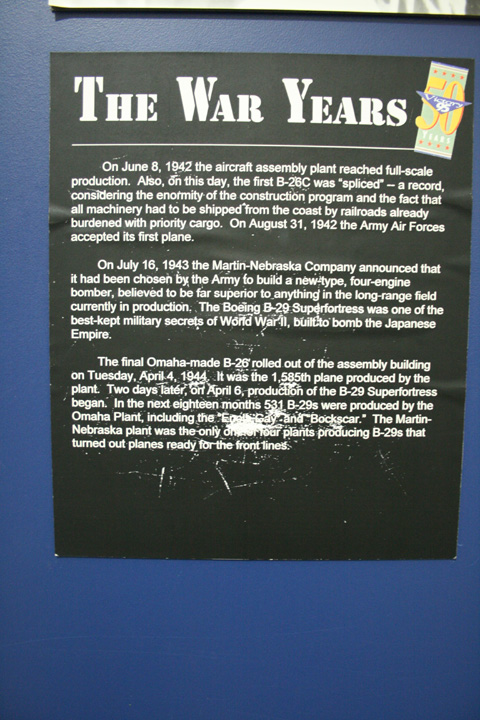 THE WAR YEARS
50
VICTORY
95
YEARS
On June 8, 1942 the aircraft assembly plant reached full-scale
production. Also, on this day, the first B-26C was "spliced" -- a record,
considering the enormity of the construction program and the fact that
all machinery had to be shipped from the coast by railroads already
burdened with priority cargo. On August 31, 1942 the Army Air Forces
accepted its first plane.
On July 16, 1943 the Martin-Nebraska Company announced that
it had been chosen by the Army to build a new-type, four-engine
bomber, believed to be far superior to anything in the long-range field
currently in production. The Boeing B-29 Superfortress was one of the
best-kept military secrets of World War II, built to bomb the Japanese
Empire.
The final Omaha-made B-26 rolled out of the assembly building
on Tuesday, April 4, 1944. It was the 1,585th plane produced by the
plant. Two days later, on April 6, production of the B-29 Superfortress
began. In the next eighteen months 531 B-29s were produced by the
Omaha Plant, including the "Enola Gay" and "Bockscar." The Martin-
Nebraska plant was the only one of four plants producing B-29s that
turned out planes ready for the front lines.